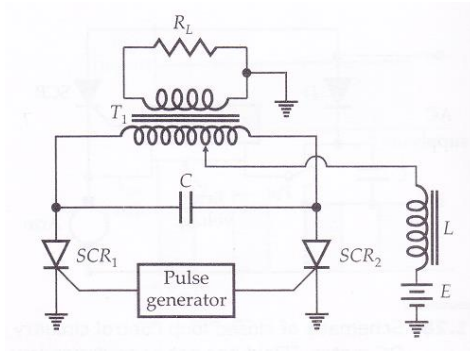 R_L
T_1
C
SCR_1
SCR_2
L
Pulse
generator
E